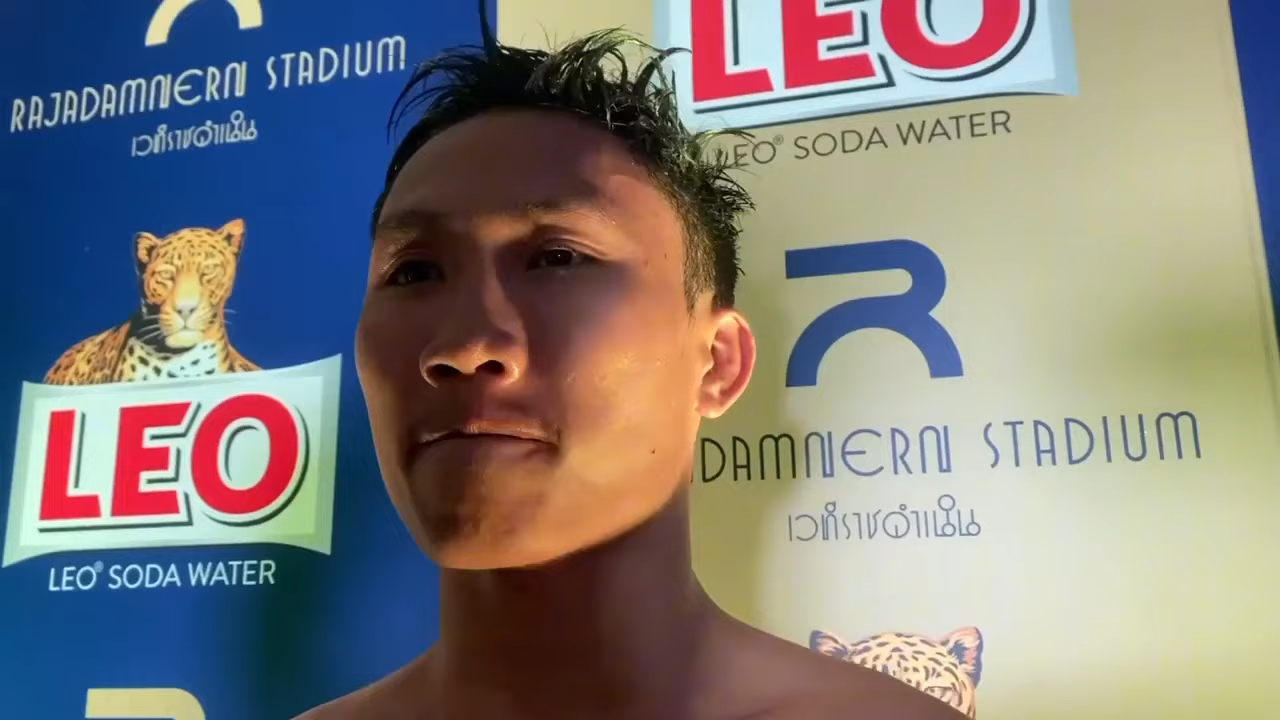 RAJADAMNERN STADIUM
เวทีราชดำเนิน
LEO
LEO® SODA WATER
LEO
LEO® SODA WATER
DAMNERN STADIUM
เวทีราชดำเนิน